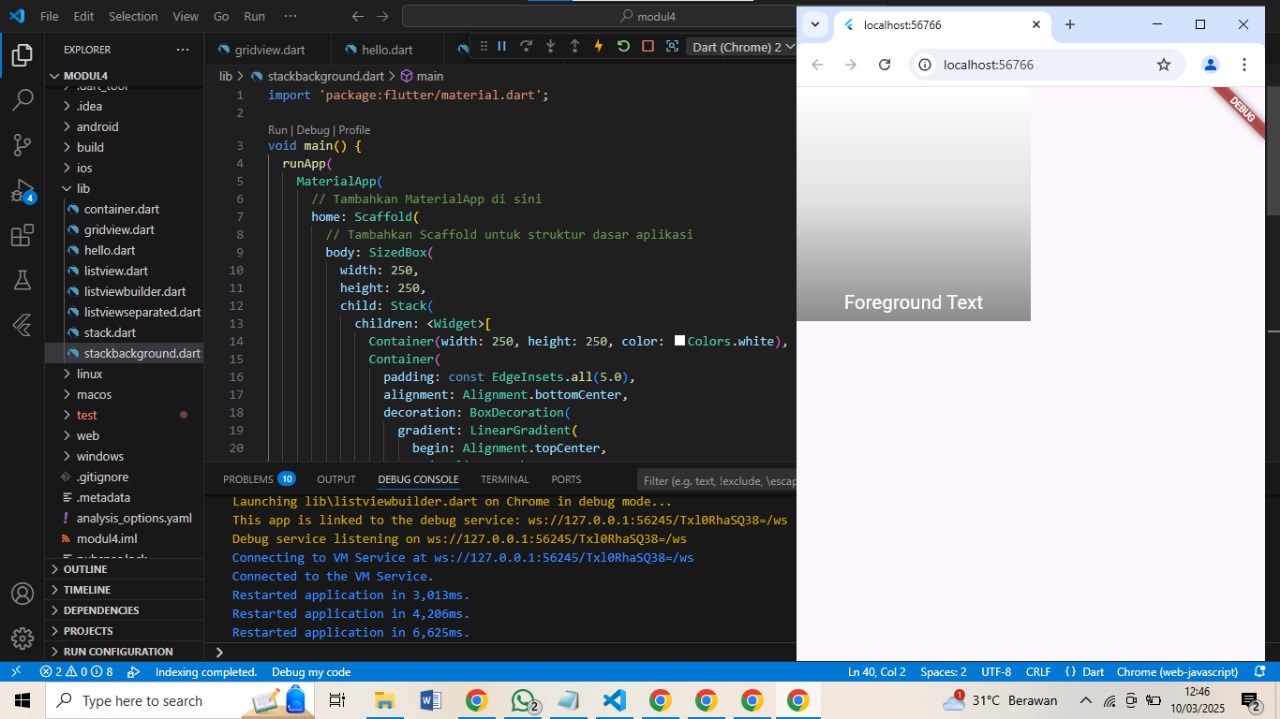 File Edit Selection View Go Run ···
modul4
EXPLORER
MODUL4
.dart_tool
.idea
android
build
ios
lib
container.dart
gridview.dart
hello.dart
listview.dart
listviewbuilder.dart
listviewseparated.dart
stack.dart
stackbackground.dart
linux
macos
test
web
windows
.gitignore
.metadata
analysis_options.yaml
modul4.iml
pubspec.lock
OUTLINE
TIMELINE
DEPENDENCIES
PROJECTS
RUN CONFIGURATION
4
gridview.dart
hello.dart
Dart (Chrome) 2
lib > stackbackground.dart > main
1 import 'package:flutter/material.dart';
2
Run | Debug | Profile
3 void main() {
4 runApp(
5 MaterialApp(
6 // Tambahkan MaterialApp di sini
7 home: Scaffold(
8 // Tambahkan Scaffold untuk struktur dasar aplikasi
9 body: SizedBox(
10 width: 250,
11 height: 250,
12 child: Stack(
13 children: <Widget>[
14 Container(width: 250, height: 250, color: Colors.white),
15 Container(
16 padding: const EdgeInsets.all(5.0),
17 alignment: Alignment.bottomCenter,
18 decoration: BoxDecoration(
19 gradient: LinearGradient(
20 begin: Alignment.topCenter,
PROBLEMS 10 OUTPUT DEBUG CONSOLE TERMINAL PORTS
Filter (e.g. text, !exclude, \escap
Launching lib\listviewbuilder.dart on Chrome in debug mode...
This app is linked to the debug service: ws://127.0.0.1:56245/Txl0RhaSQ38=/ws
Debug service listening on ws://127.0.0.1:56245/Txl0RhaSQ38=/ws
Connecting to VM Service at ws://127.0.0.1:56245/Txl0RhaSQ38=/ws
Connected to the VM Service.
Restarted application in 3,013ms.
Restarted application in 4,206ms.
Restarted application in 6,625ms.
localhost:56766
localhost:56766
DEBUG
Foreground Text
2 0 8 Indexing completed. Debug my code
Ln 40, Col 2 Spaces: 2 UTF-8 CRLF {} Dart Chrome (web-javascript)
Type here to search
2
31°C Berawan
12:46
10/03/2025
2